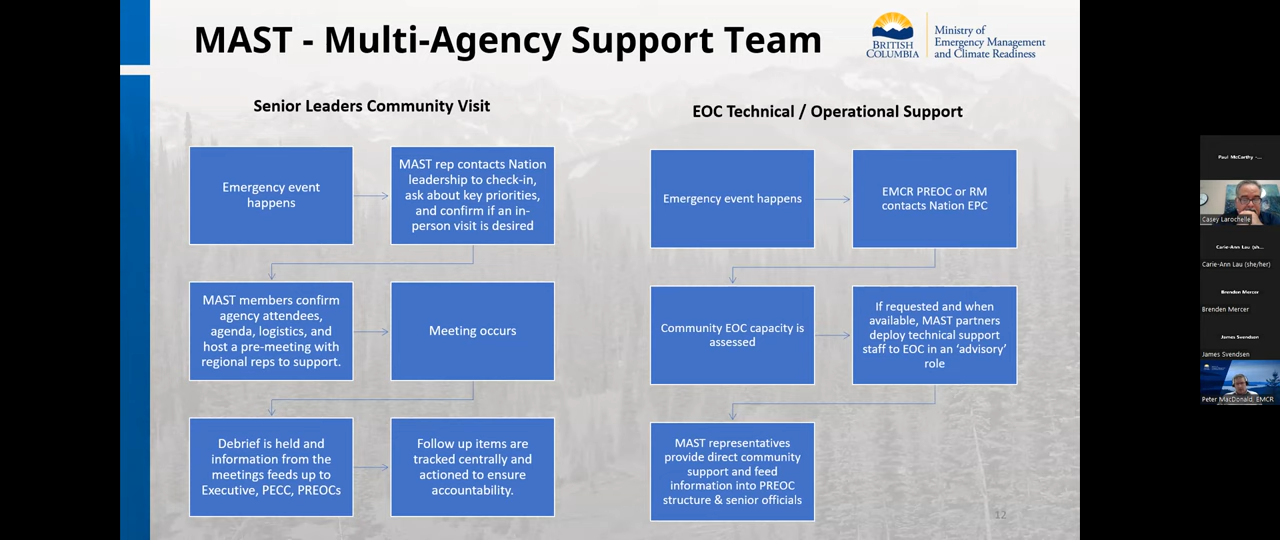 MAST - Multi-Agency Support Team
BRITISH
COLUMBIA
Ministry of
Emergency Management
and Climate Readiness
Senior Leaders Community Visit
Emergency event
happens
MAST rep contacts Nation
leadership to check-in,
ask about key priorities,
and confirm if an in-
person visit is desired
MAST members confirm
agency attendees,
agenda, logistics, and
host a pre-meeting with
regional reps to support.
Meeting occurs
Debrief is held and
information from the
meetings feeds up to
Executive, PECC, PREOCs
Follow up items are
tracked centrally and
actioned to ensure
accountability.
EOC Technical / Operational Support
Emergency event happens
EMCR PREOC or RM
contacts Nation EPC
Community EOC capacity is
assessed
If requested and when
available, MAST partners
deploy technical support
staff to EOC in an ‘advisory’
role
MAST representatives
provide direct community
support and feed
information into PREOC
structure & senior officials
12
Paul McCarthy -...
Casey Larochelle
Carie-Ann Lau (sh...
Carie-Ann Lau (she/her)
Brenden Mercer
Brenden Mercer
James Svendsen
James Svendsen
Peter MacDonald, EMCR